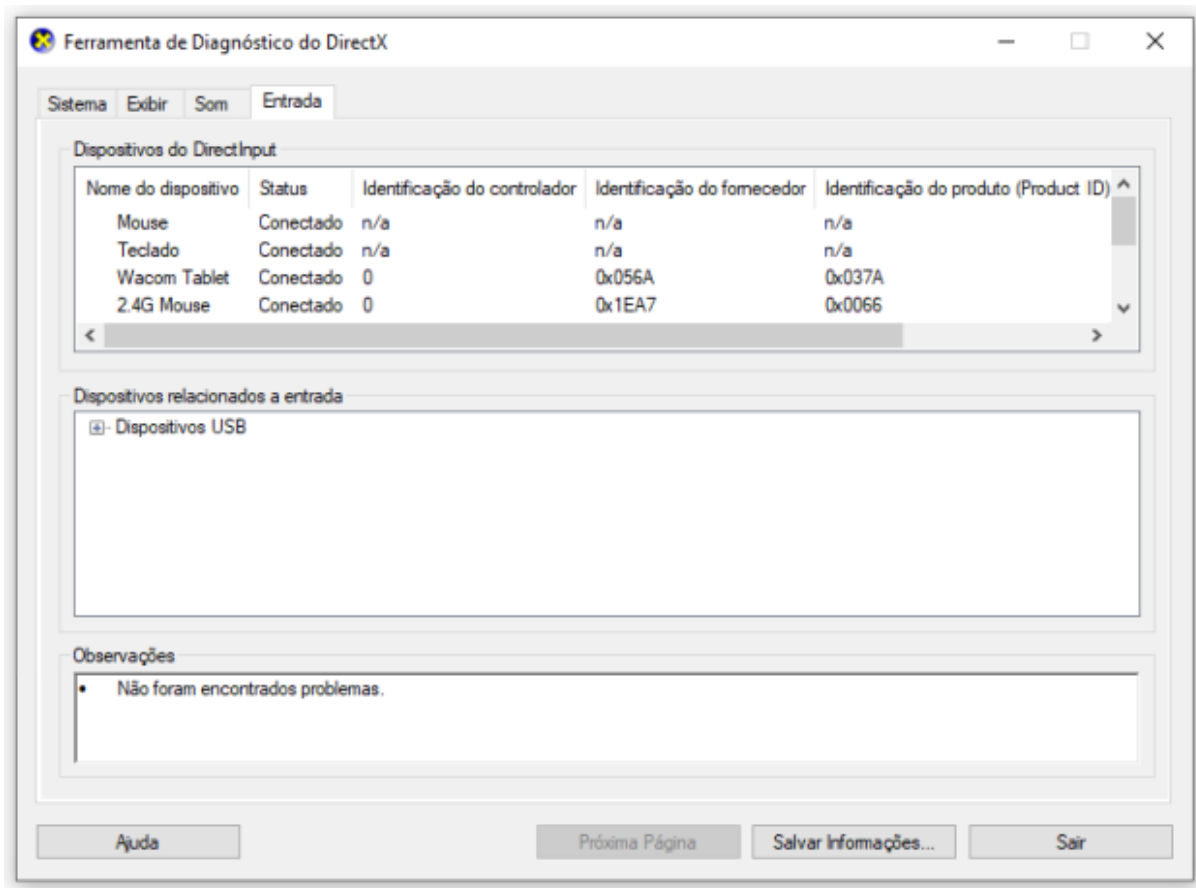 Ferramenta de Diagnóstico do DirectX
Sistema Exibir Som Entrada
Dispositivos do DirectInput
Nome do dispositivo Status Identificação do controlador Identificação do fornecedor Identificação do produto (Product ID)
Mouse Conectado n/a n/a n/a
Teclado Conectado n/a n/a n/a
Wacom Tablet Conectado 0 0x056A 0x037A
2.4G Mouse Conectado 0 0x1EA7 0x0066
Dispositivos relacionados a entrada
Dispositivos USB
Observações
• Não foram encontrados problemas.
Ajuda Próxima Página Salvar Informações... Sair